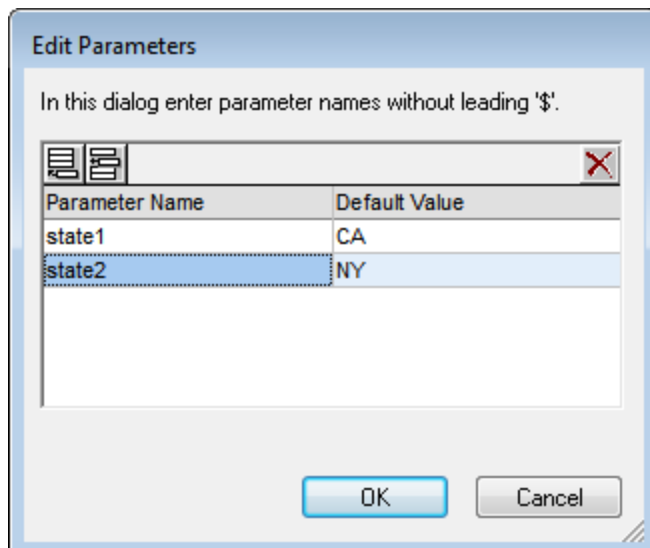 Edit Parameters
In this dialog enter parameter names without leading '$'.
Parameter Name Default Value
state1 CA
state2 NY
OK Cancel